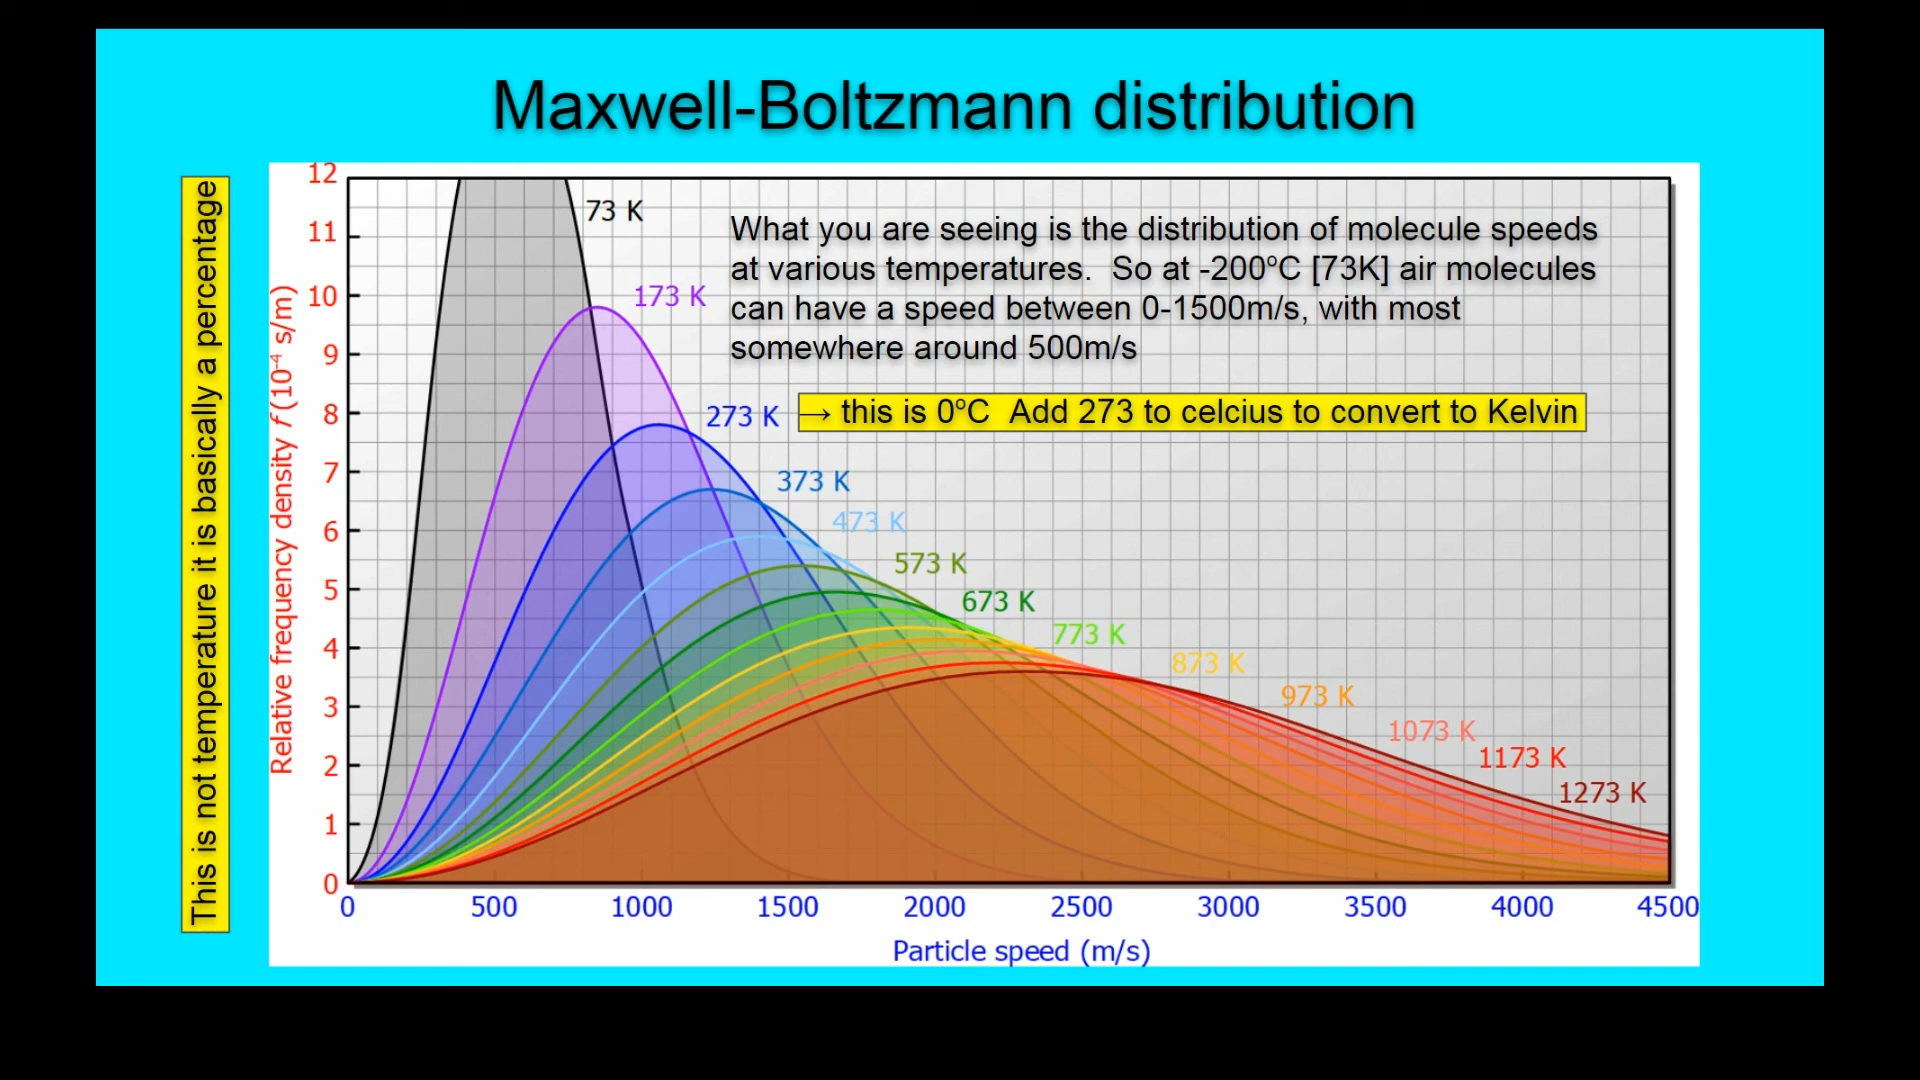 Maxwell-Boltzmann distribution
This is not temperature it is basically a percentage
Relative frequency density f (10⁻⁴ s/m)
12
11
10
9
8
7
6
5
4
3
2
1
0
73 K
What you are seeing is the distribution of molecule speeds
at various temperatures. So at -200ºC [73K] air molecules
can have a speed between 0-1500m/s, with most
somewhere around 500m/s
173 K
273 K
→ this is 0ºC Add 273 to celcius to convert to Kelvin
373 K
473 K
573 K
673 K
773 K
873 K
973 K
1073 K
1173 K
1273 K
0 500 1000 1500 2000 2500 3000 3500 4000 4500
Particle speed (m/s)